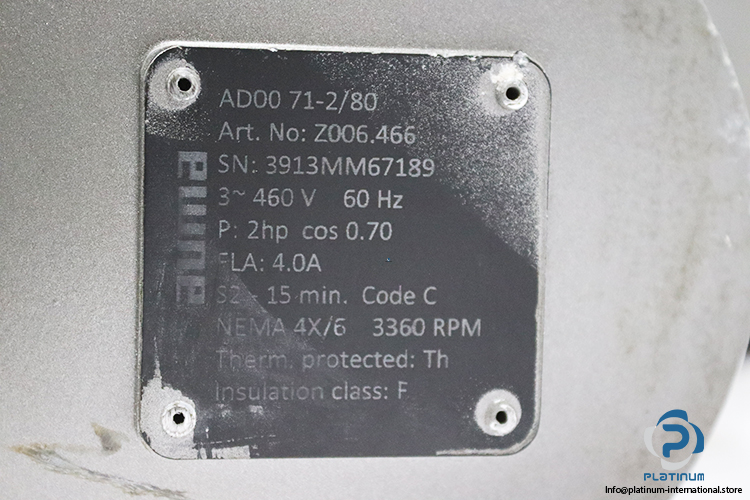 AD00 71-2/80
Art. No: Z006.466
SN: 3913MM67189
3~ 460 V 60 Hz
P: 2hp cos 0.70
FLA: 4.0A
S2 - 15 min. Code C
NEMA 4X/6 3360 RPM
Therm. protected: Th
Insulation class: F
auma
PLATINUM
Info@platinum-international.store